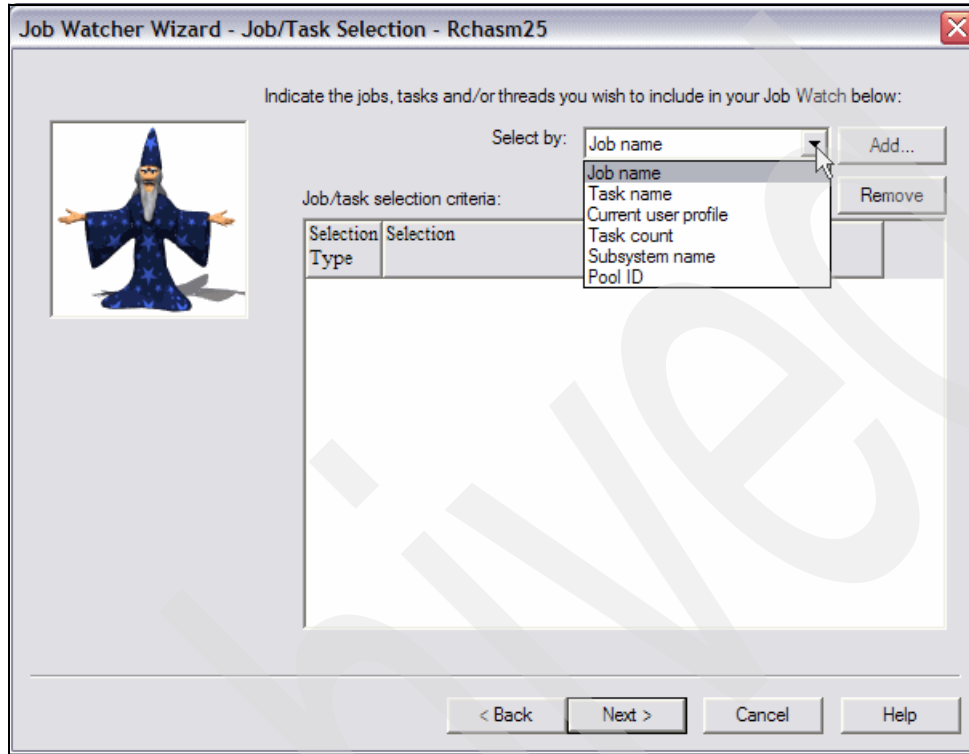 Job Watcher Wizard - Job/Task Selection - Rchasm25
Indicate the jobs, tasks and/or threads you wish to include in your Job Watch below:
Select by:
Job name
Add...
Job name
Task name
Current user profile
Task count
Subsystem name
Pool ID
Remove
Job/task selection criteria:
Selection Type
Selection
< Back
Next >
Cancel
Help